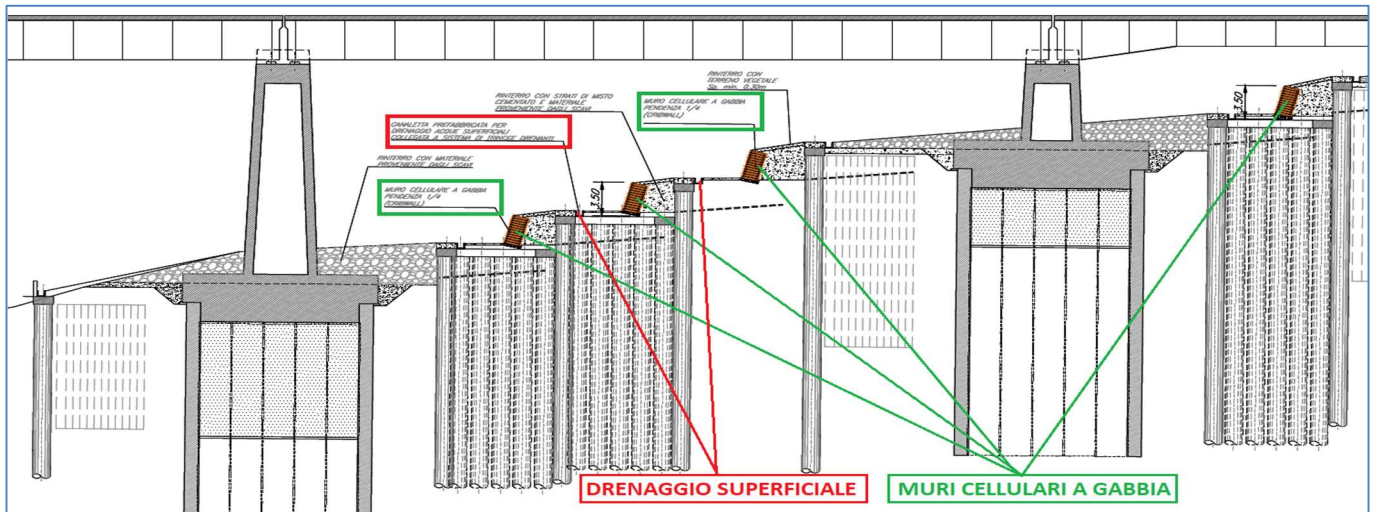 RINTERRO CON
TERRENO VEGETALE
Sp. min. 0.30m
RINTERRO CON STRATI DI MISTO
CEMENTATO E MATERIALE
PROVENIENTE DAGLI SCAVI
MURO CELLULARE A GABBIA
PENDENZA 1/4
(CRIBWALL)
CANALETTA PREFABBRICATA PER
DRENAGGIO ACQUE SUPERFICIALI
COLLEGATA A SISTEMA DI TRINCEE DRENANTI
RINTERRO CON MATERIALE
PROVENIENTE DAGLI SCAVI
MURO CELLULARE A GABBIA
PENDENZA 1/4
(CRIBWALL)
3.50
3.50
DRENAGGIO SUPERFICIALE
MURI CELLULARI A GABBIA